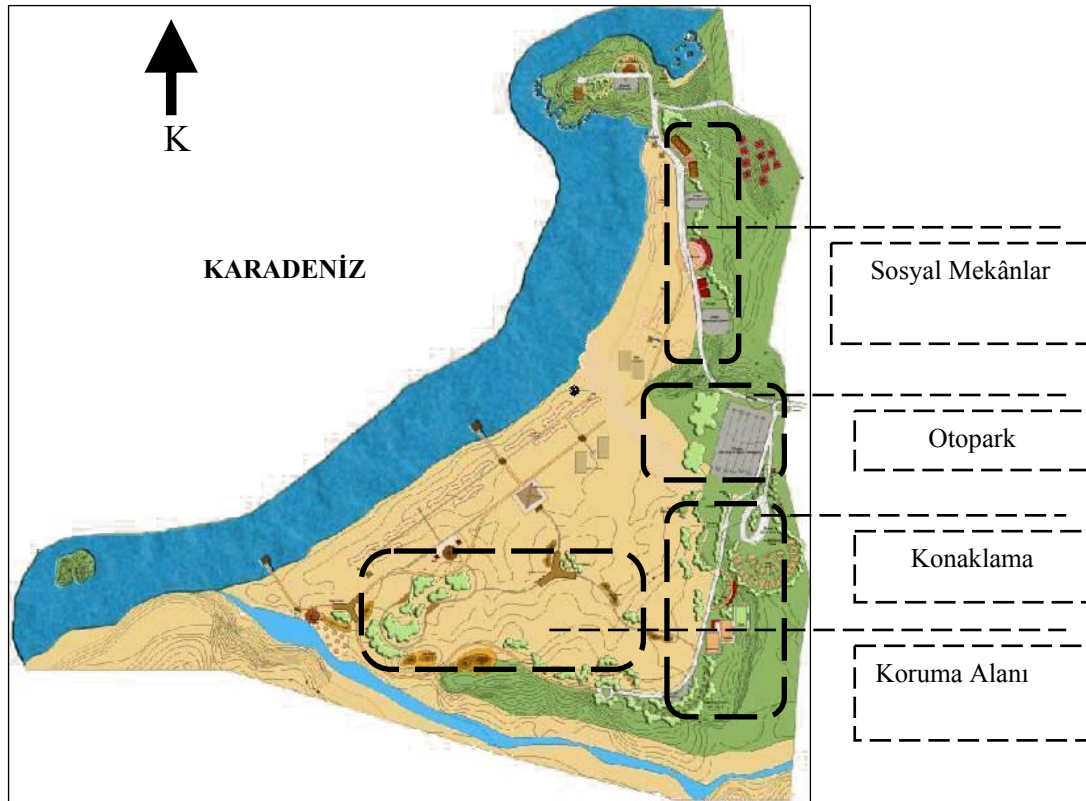 K
KARADENİZ
Sosyal Mekânlar
Otopark
Konaklama
Koruma Alanı